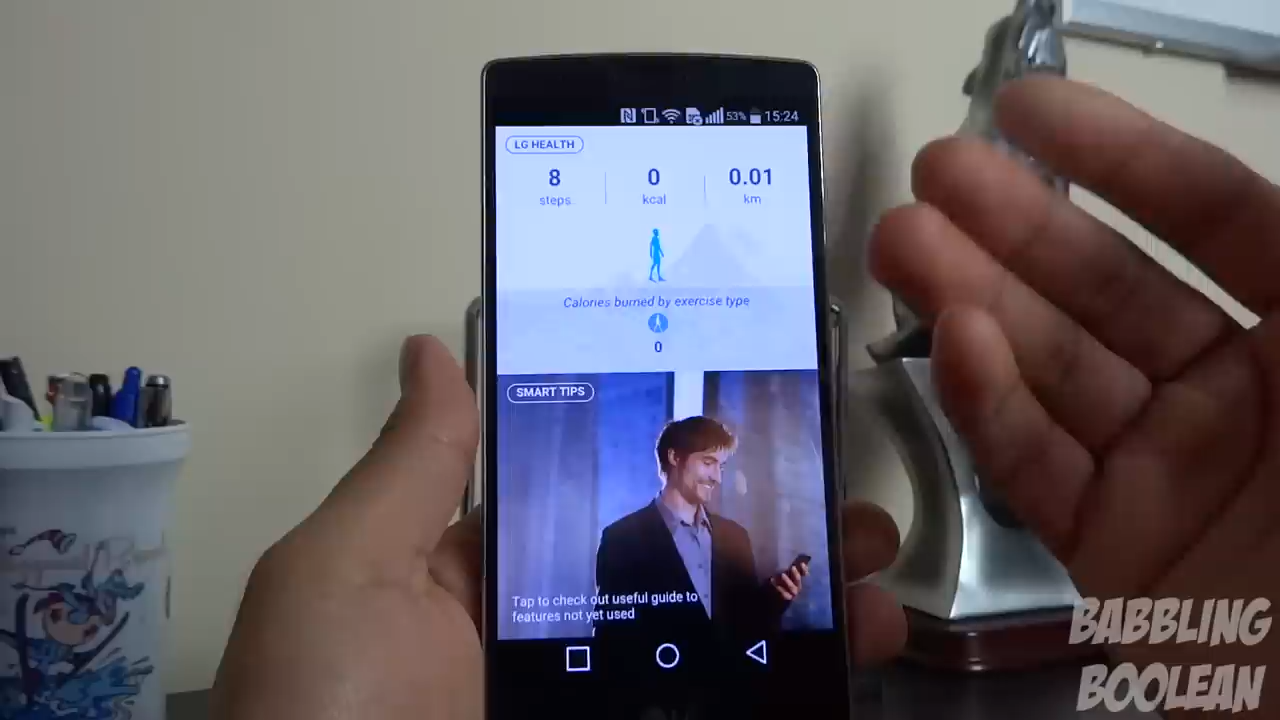 53% 15:24
LG HEALTH
8 0 0.01
steps kcal km
Calories burned by exercise type
0
SMART TIPS
Tap to check out useful guide to
features not yet used
BABBLING
BOOLEAN